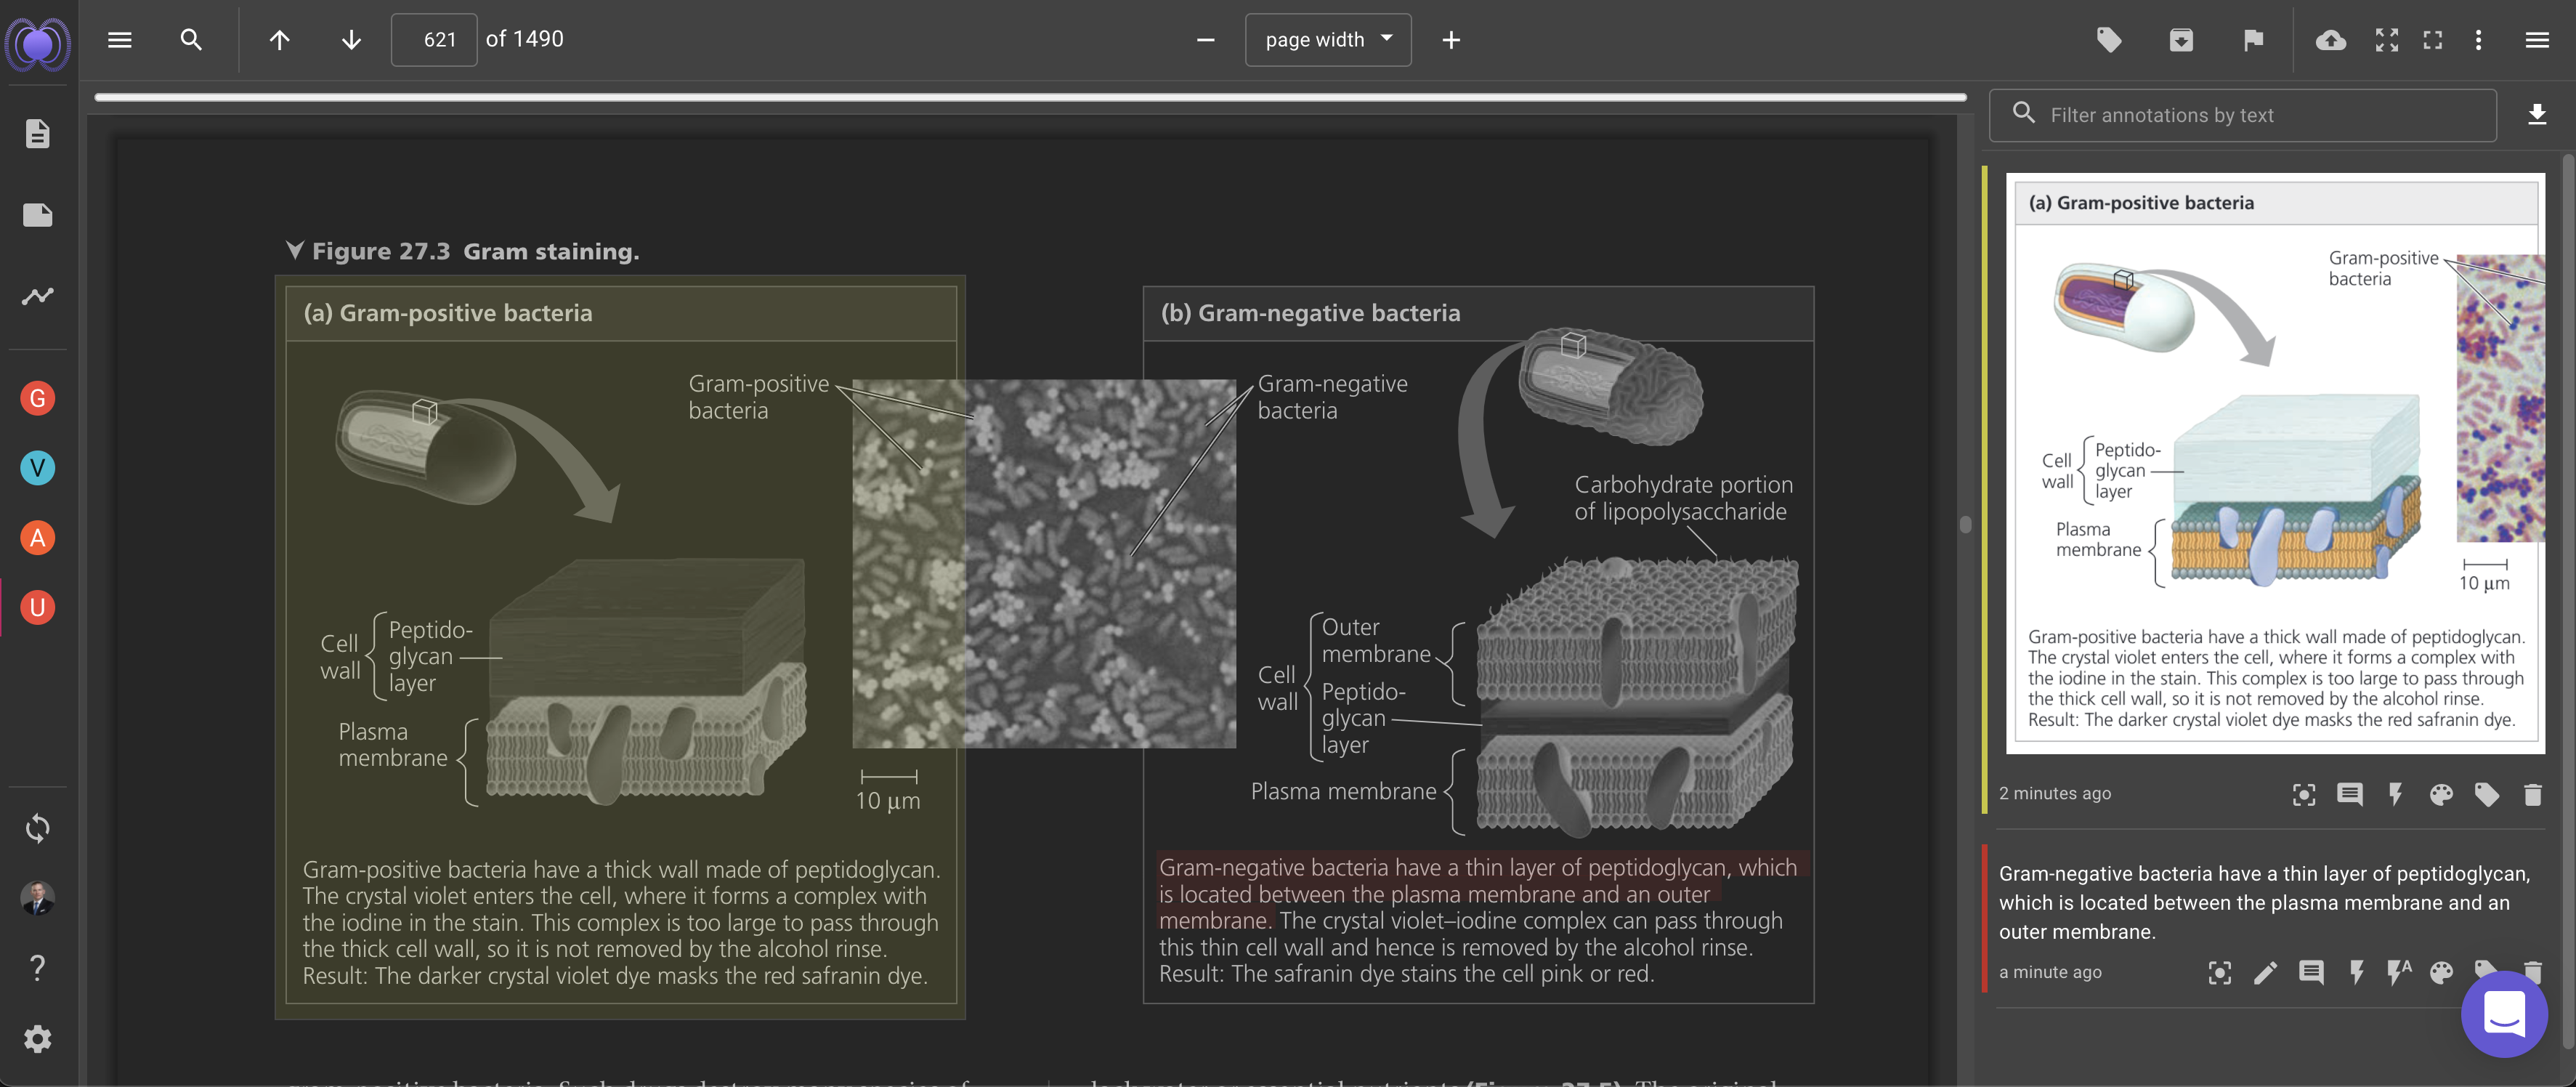 621 of 1490
page width
Filter annotations by text
G
V
A
U
Figure 27.3 Gram staining.
(a) Gram-positive bacteria
Gram-positive
bacteria
Cell
wall
Peptido-
glycan
layer
Plasma
membrane
10 µm
Gram-positive bacteria have a thick wall made of peptidoglycan.
The crystal violet enters the cell, where it forms a complex with
the iodine in the stain. This complex is too large to pass through
the thick cell wall, so it is not removed by the alcohol rinse.
Result: The darker crystal violet dye masks the red safranin dye.
(b) Gram-negative bacteria
Gram-negative
bacteria
Carbohydrate portion
of lipopolysaccharide
Cell
wall
Outer
membrane
Peptido-
glycan
layer
Plasma membrane
Gram-negative bacteria have a thin layer of peptidoglycan, which
is located between the plasma membrane and an outer
membrane. The crystal violet–iodine complex can pass through
this thin cell wall and hence is removed by the alcohol rinse.
Result: The safranin dye stains the cell pink or red.
(a) Gram-positive bacteria
Gram-positive
bacteria
Cell
wall
Peptido-
glycan
layer
Plasma
membrane
10 µm
Gram-positive bacteria have a thick wall made of peptidoglycan.
The crystal violet enters the cell, where it forms a complex with
the iodine in the stain. This complex is too large to pass through
the thick cell wall, so it is not removed by the alcohol rinse.
Result: The darker crystal violet dye masks the red safranin dye.
2 minutes ago
Gram-negative bacteria have a thin layer of peptidoglycan,
which is located between the plasma membrane and an
outer membrane.
a minute ago